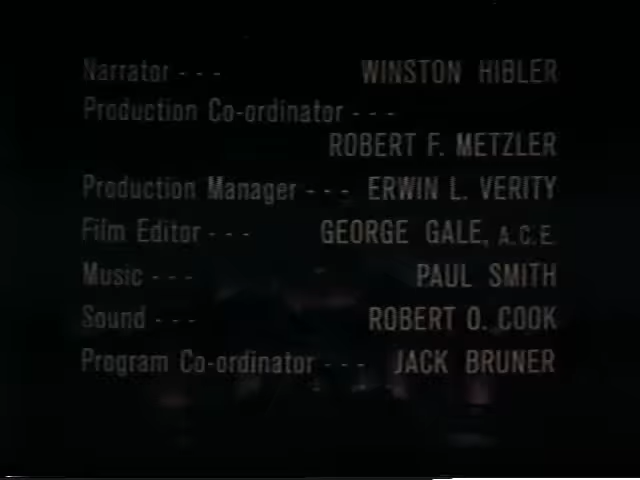 Narrator - - - WINSTON HIBLER
Production Co-ordinator - - -
ROBERT F. METZLER
Production Manager - - - ERWIN L. VERITY
Film Editor - - - GEORGE GALE, A.C.E.
Music - - - PAUL SMITH
Sound - - - ROBERT O. COOK
Program Co-ordinator - - - JACK BRUNER